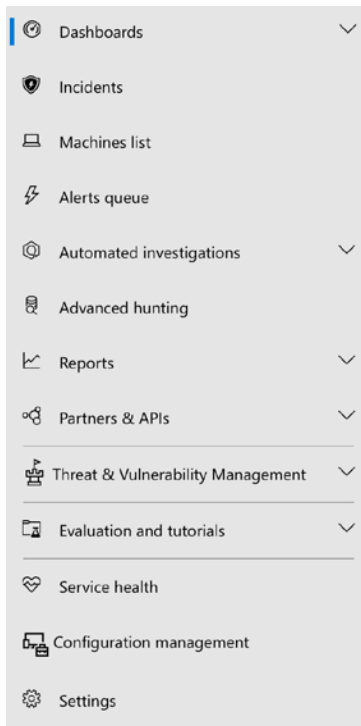 Dashboards
Incidents
Machines list
Alerts queue
Automated investigations
Advanced hunting
Reports
Partners & APIs
Threat & Vulnerability Management
Evaluation and tutorials
Service health
Configuration management
Settings